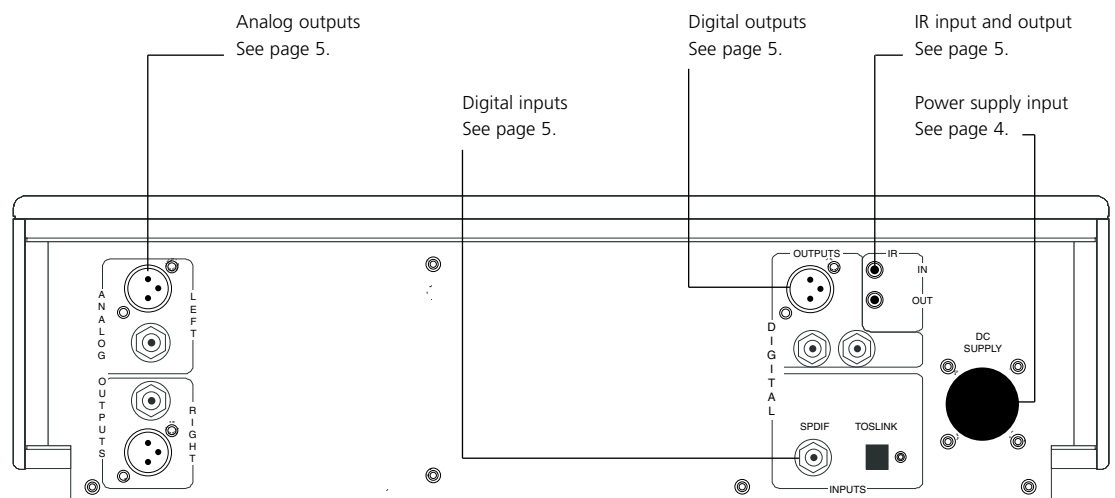 Analog outputs
See page 5.
Digital outputs
See page 5.
IR input and output
See page 5.
Digital inputs
See page 5.
Power supply input
See page 4.
ANALOG OUTPUTS
LEFT
RIGHT
DIGITAL
OUTPUTS
IR
IN
OUT
DC
SUPPLY
SPDIF
TOSLINK
INPUTS